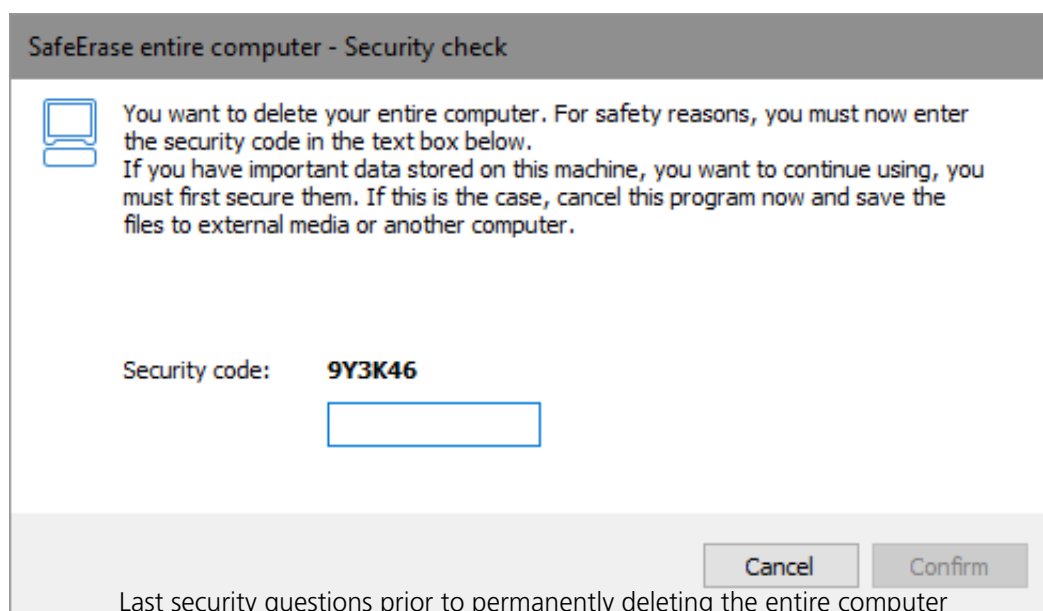 SafeErase entire computer - Security check
You want to delete your entire computer. For safety reasons, you must now enter
the security code in the text box below.
If you have important data stored on this machine, you want to continue using, you
must first secure them. If this is the case, cancel this program now and save the
files to external media or another computer.
Security code: 9Y3K46
Cancel Confirm
Last security questions prior to permanently deleting the entire computer